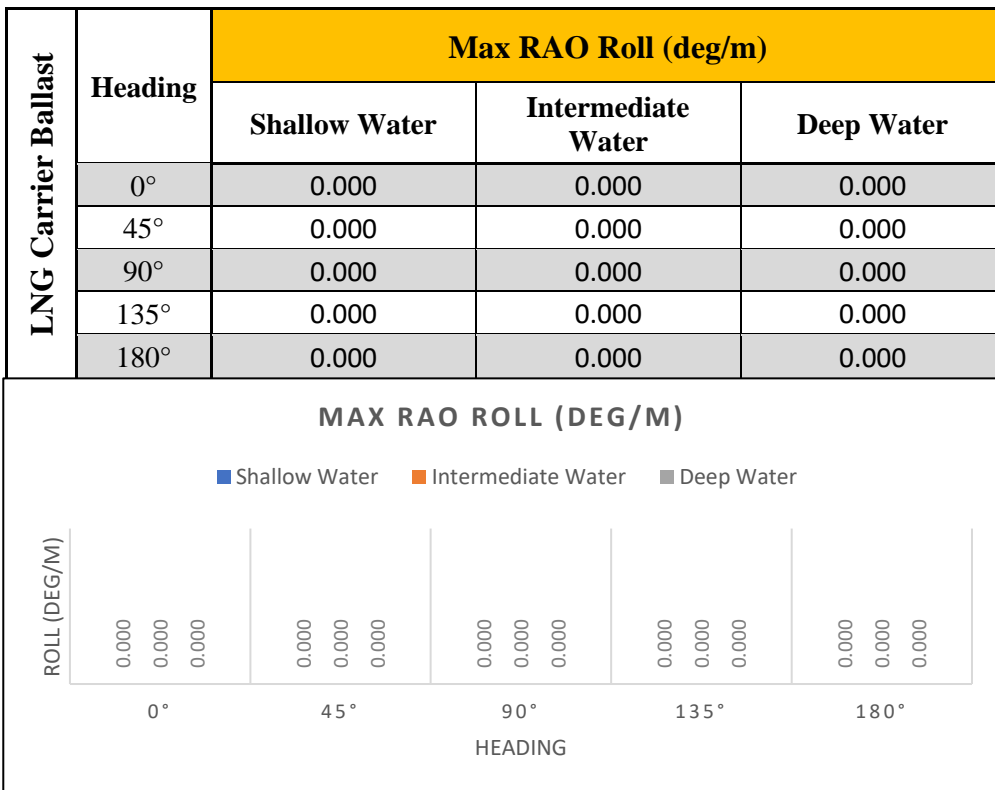 LNG Carrier Ballast
Heading
Max RAO Roll (deg/m)
Shallow Water
Intermediate
Water
Deep Water
0° 0.000 0.000 0.000
45° 0.000 0.000 0.000
90° 0.000 0.000 0.000
135° 0.000 0.000 0.000
180° 0.000 0.000 0.000
MAX RAO ROLL (DEG/M)
Shallow Water Intermediate Water Deep Water
ROLL (DEG/M)
0.000 0.000 0.000 0.000 0.000 0.000 0.000 0.000 0.000 0.000 0.000 0.000 0.000 0.000 0.000
0° 45° 90° 135° 180°
HEADING